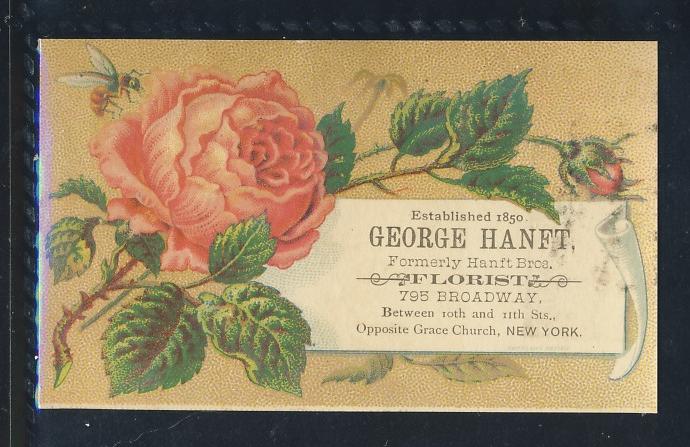 Established 1850.
GEORGE HANFT,
Formerly Hanft Bros.
FLORIST
795 BROADWAY,
Between 10th and 11th Sts.,
Opposite Grace Church, NEW YORK.